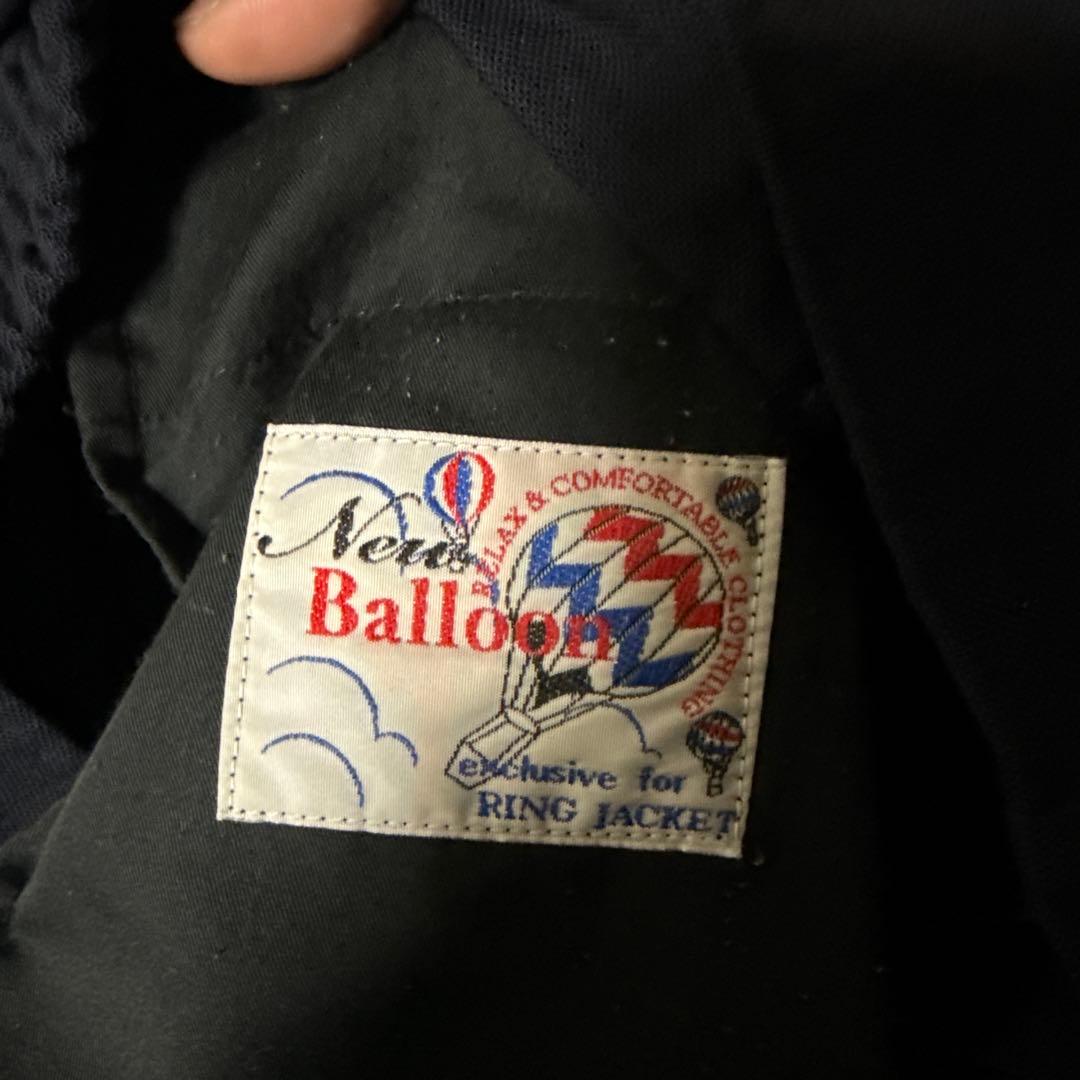 New
Balloon
RELAX & COMFORTABLE CLOTHING
exclusive for
RING JACKET